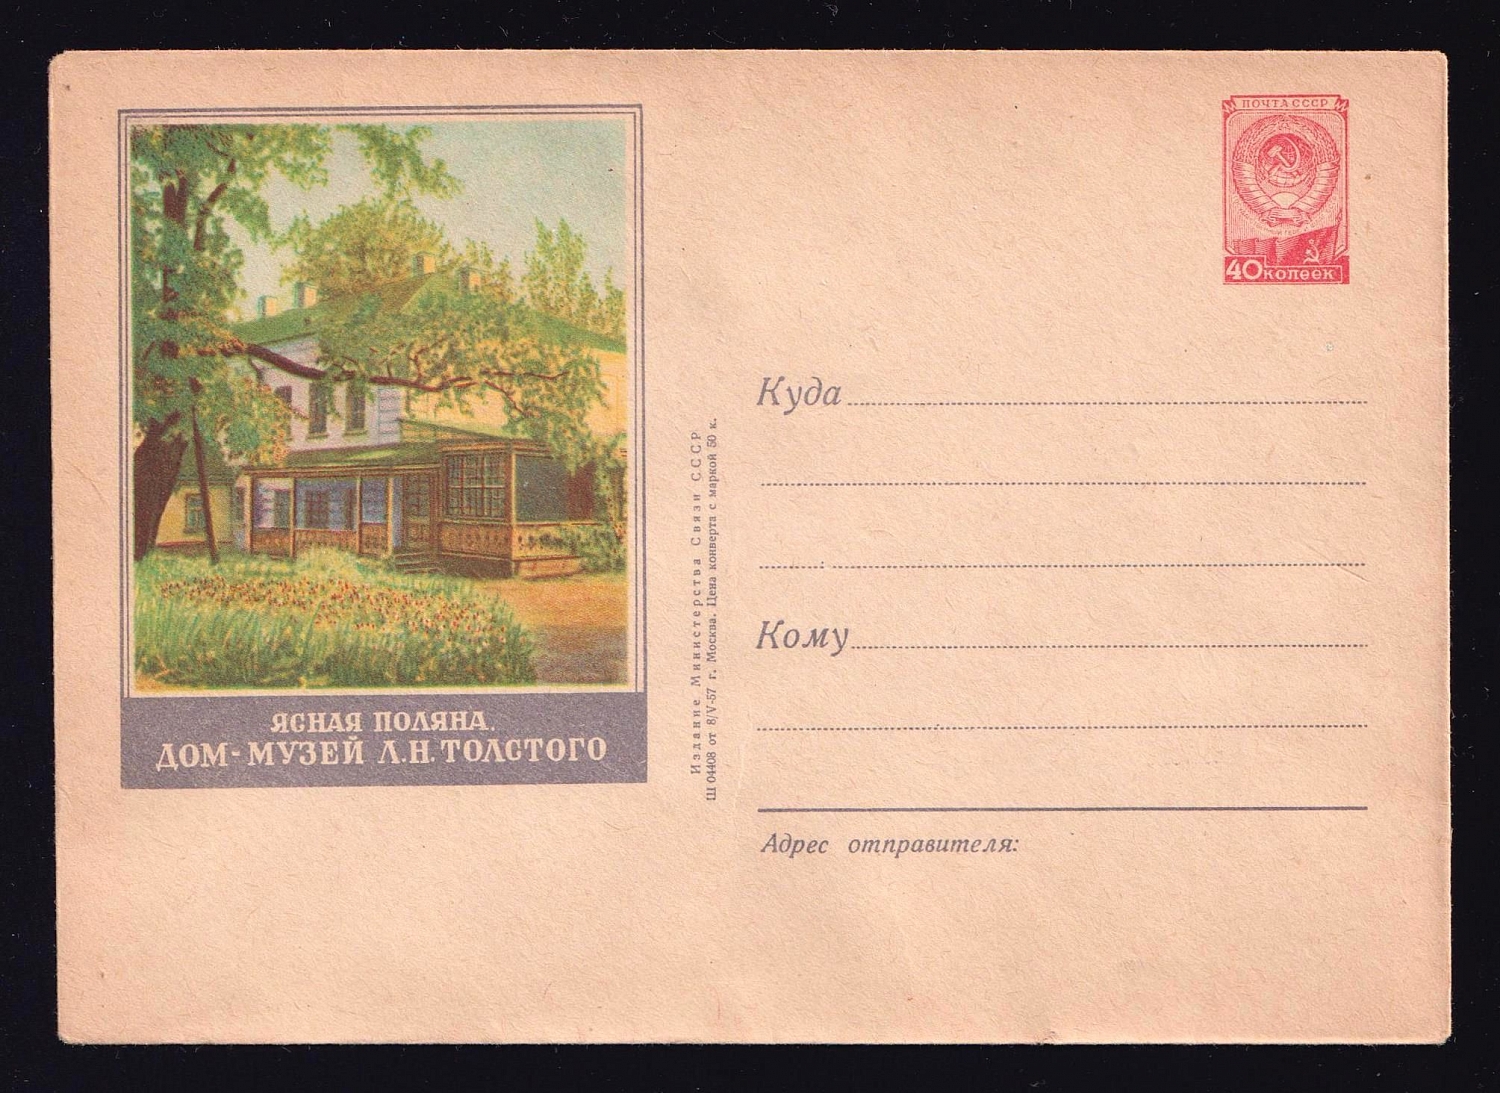 ПОЧТА СССР
40 копеек
ЯСНАЯ ПОЛЯНА.
ДОМ-МУЗЕЙ Л.Н. ТОЛСТОГО
Издание Министерства Связи СССР
Ш 04408 от 8/V-57 г. Москва. Цена конверта с маркой 50 к.
Куда
Кому
Адрес отправителя: